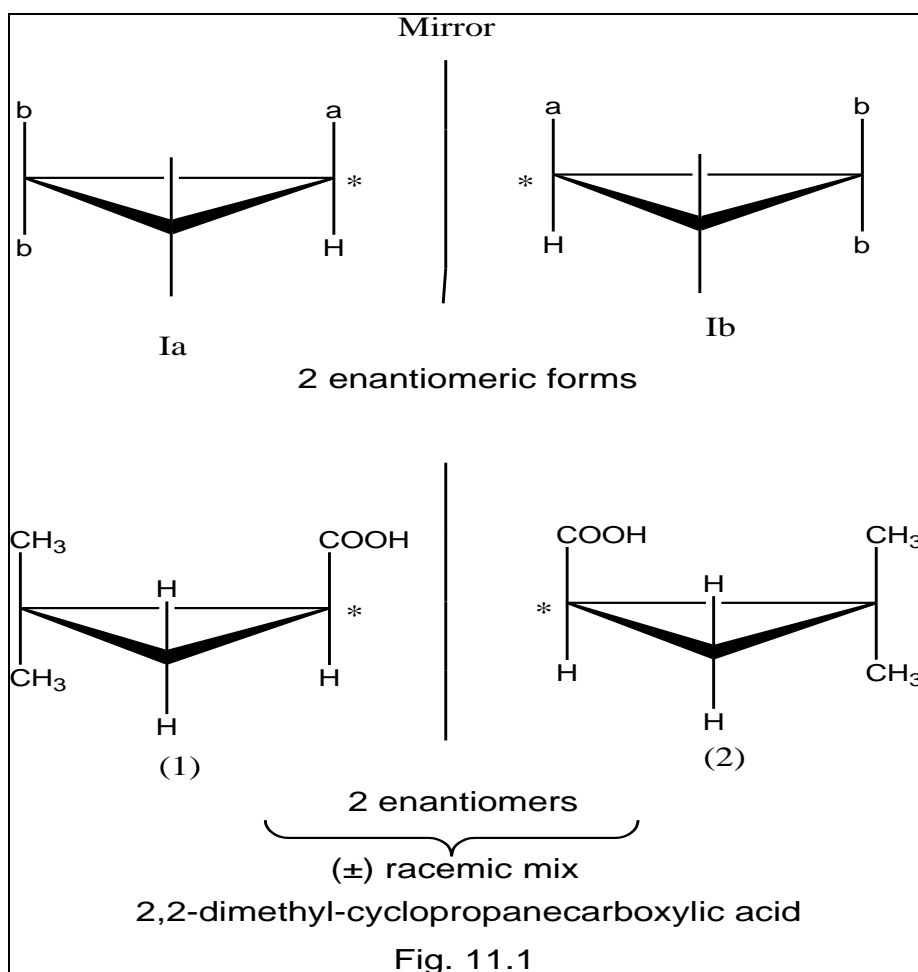 Mirror
b a a b
* *
b H H b
Ia Ib
2 enantiomeric forms
CH3 COOH COOH CH3
H H
* *
CH3 H H CH3
H H
(1) (2)
2 enantiomers
(±) racemic mix
2,2-dimethyl-cyclopropanecarboxylic acid
Fig. 11.1